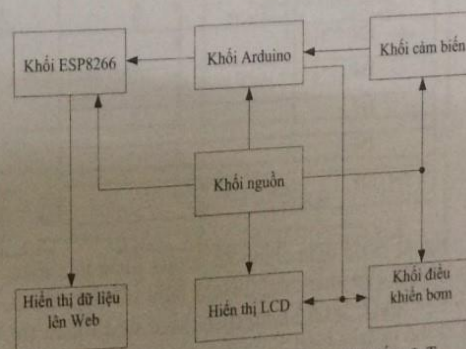 Khối ESP8266
Khối Arduino
Khối cảm biến
Khối nguồn
Hiển thị dữ liệu
lên Web
Hiển thị LCD
Khối điều
khiển bơm